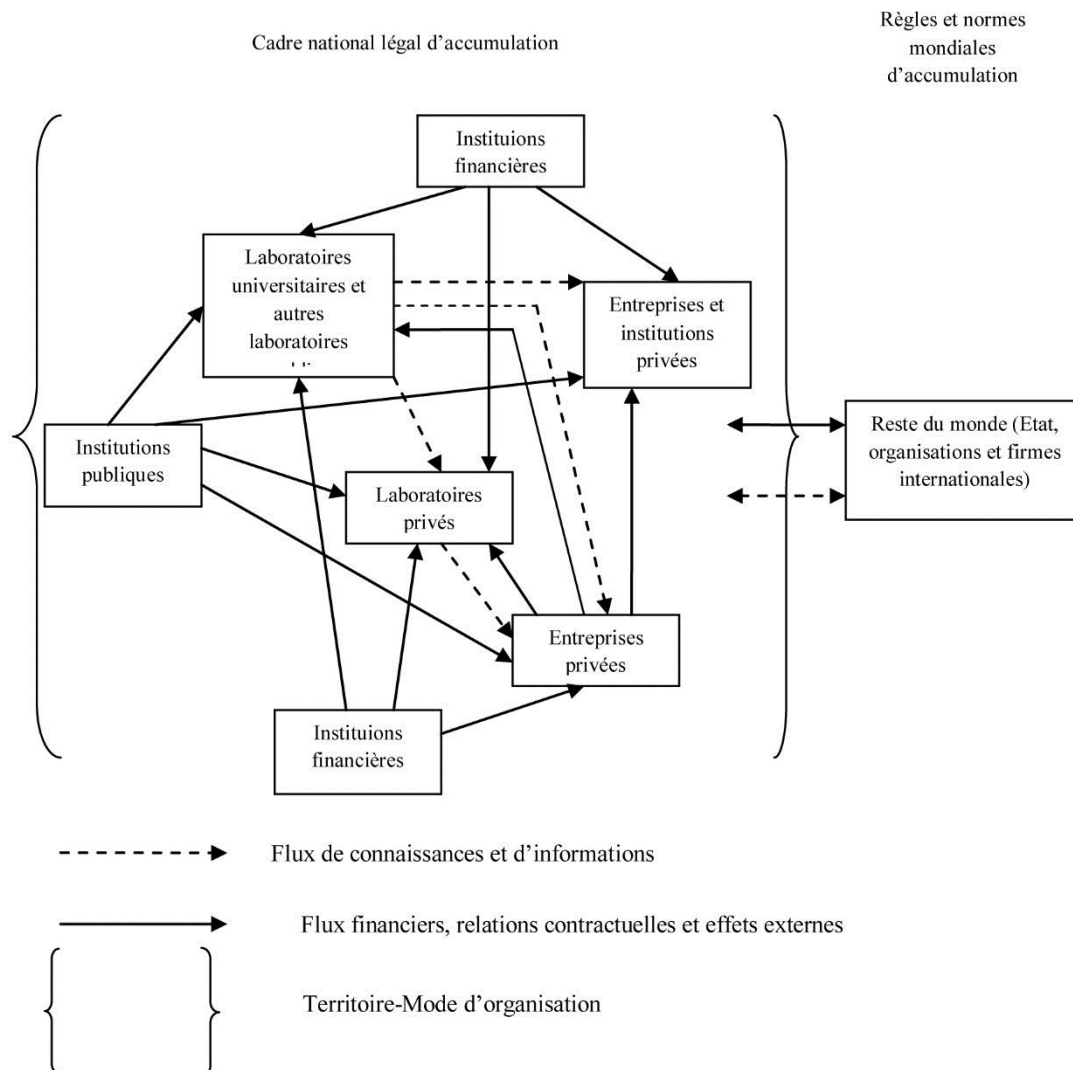 Cadre national légal d’accumulation
Règles et normes
mondiales
d’accumulation
Instituions
financières
Laboratoires
universitaires et
autres
laboratoires
Entreprises et
institutions
privées
Institutions
publiques
Reste du monde (Etat,
organisations et firmes
internationales)
Laboratoires
privés
Entreprises
privées
Instituions
financières
Flux de connaissances et d’informations
Flux financiers, relations contractuelles et effets externes
Territoire-Mode d’organisation